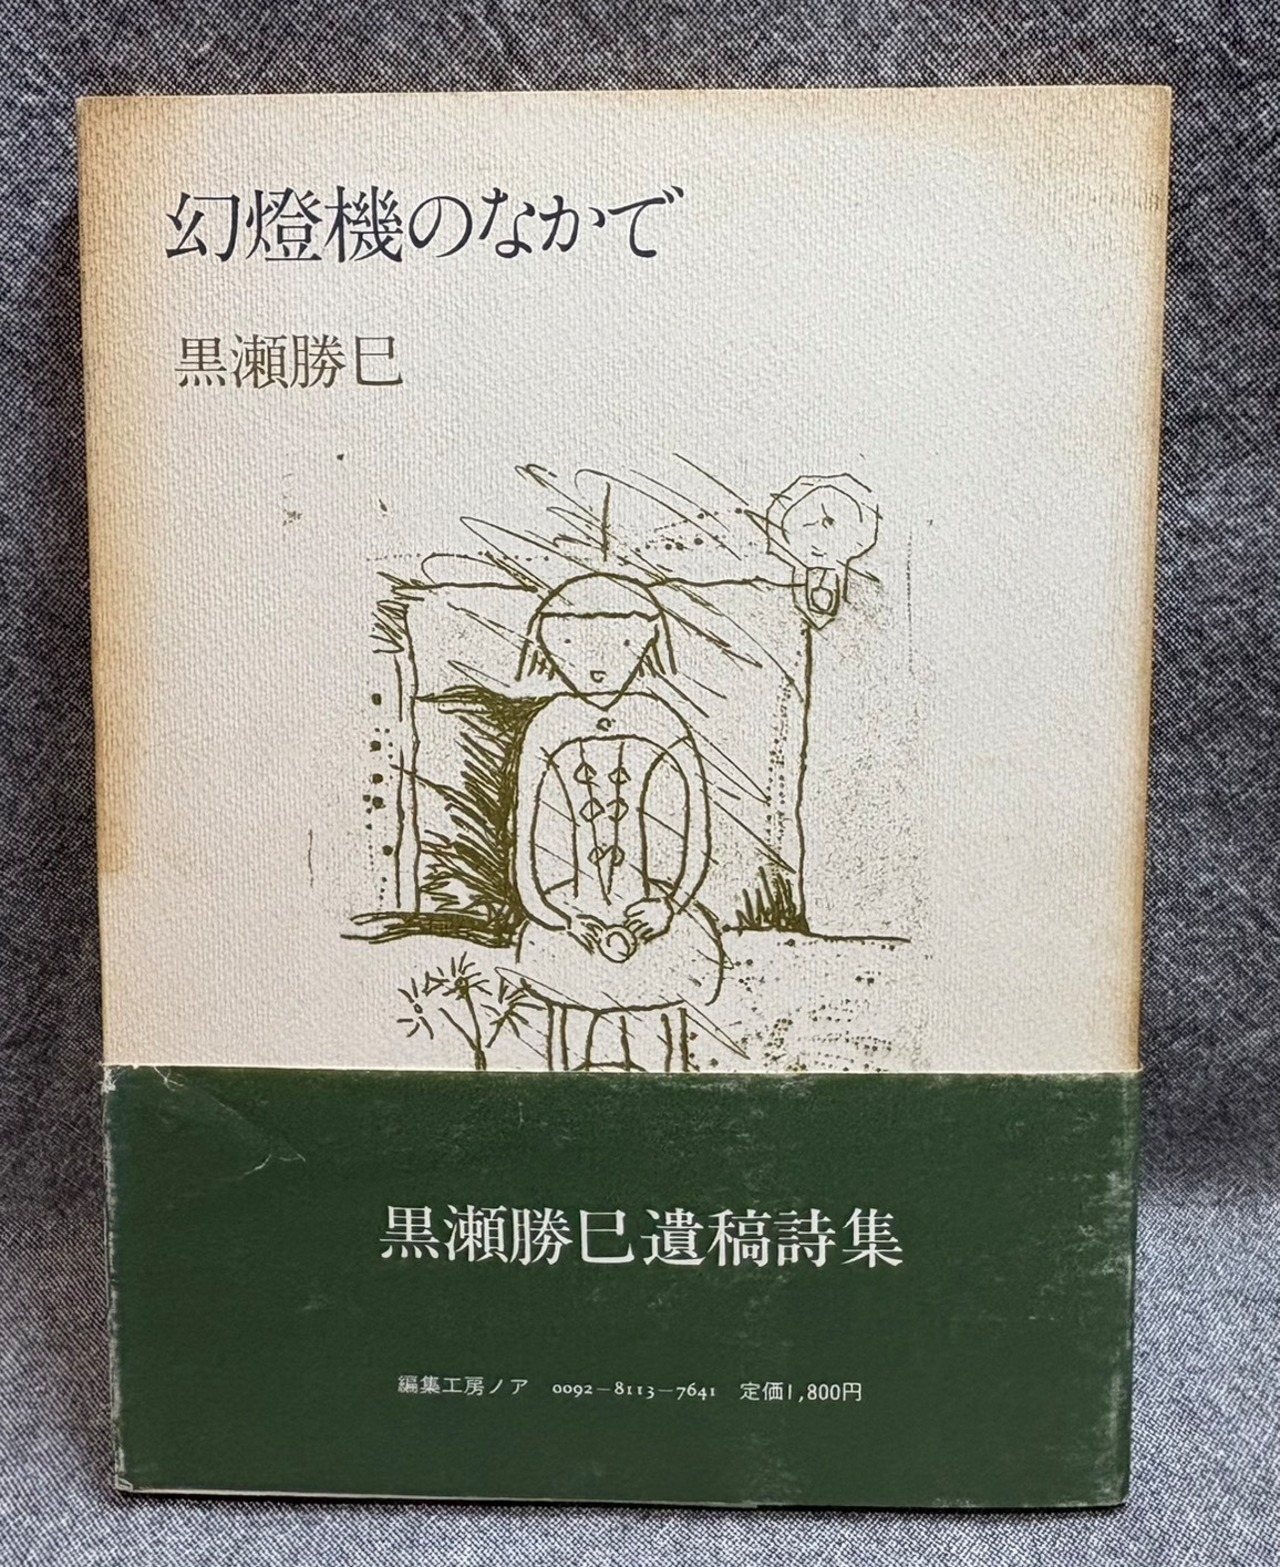 幻燈機のなかで
黒瀬勝巳
黒瀬勝巳遺稿詩集
編集工房ノア 0092―8113―7641 定価1,800円